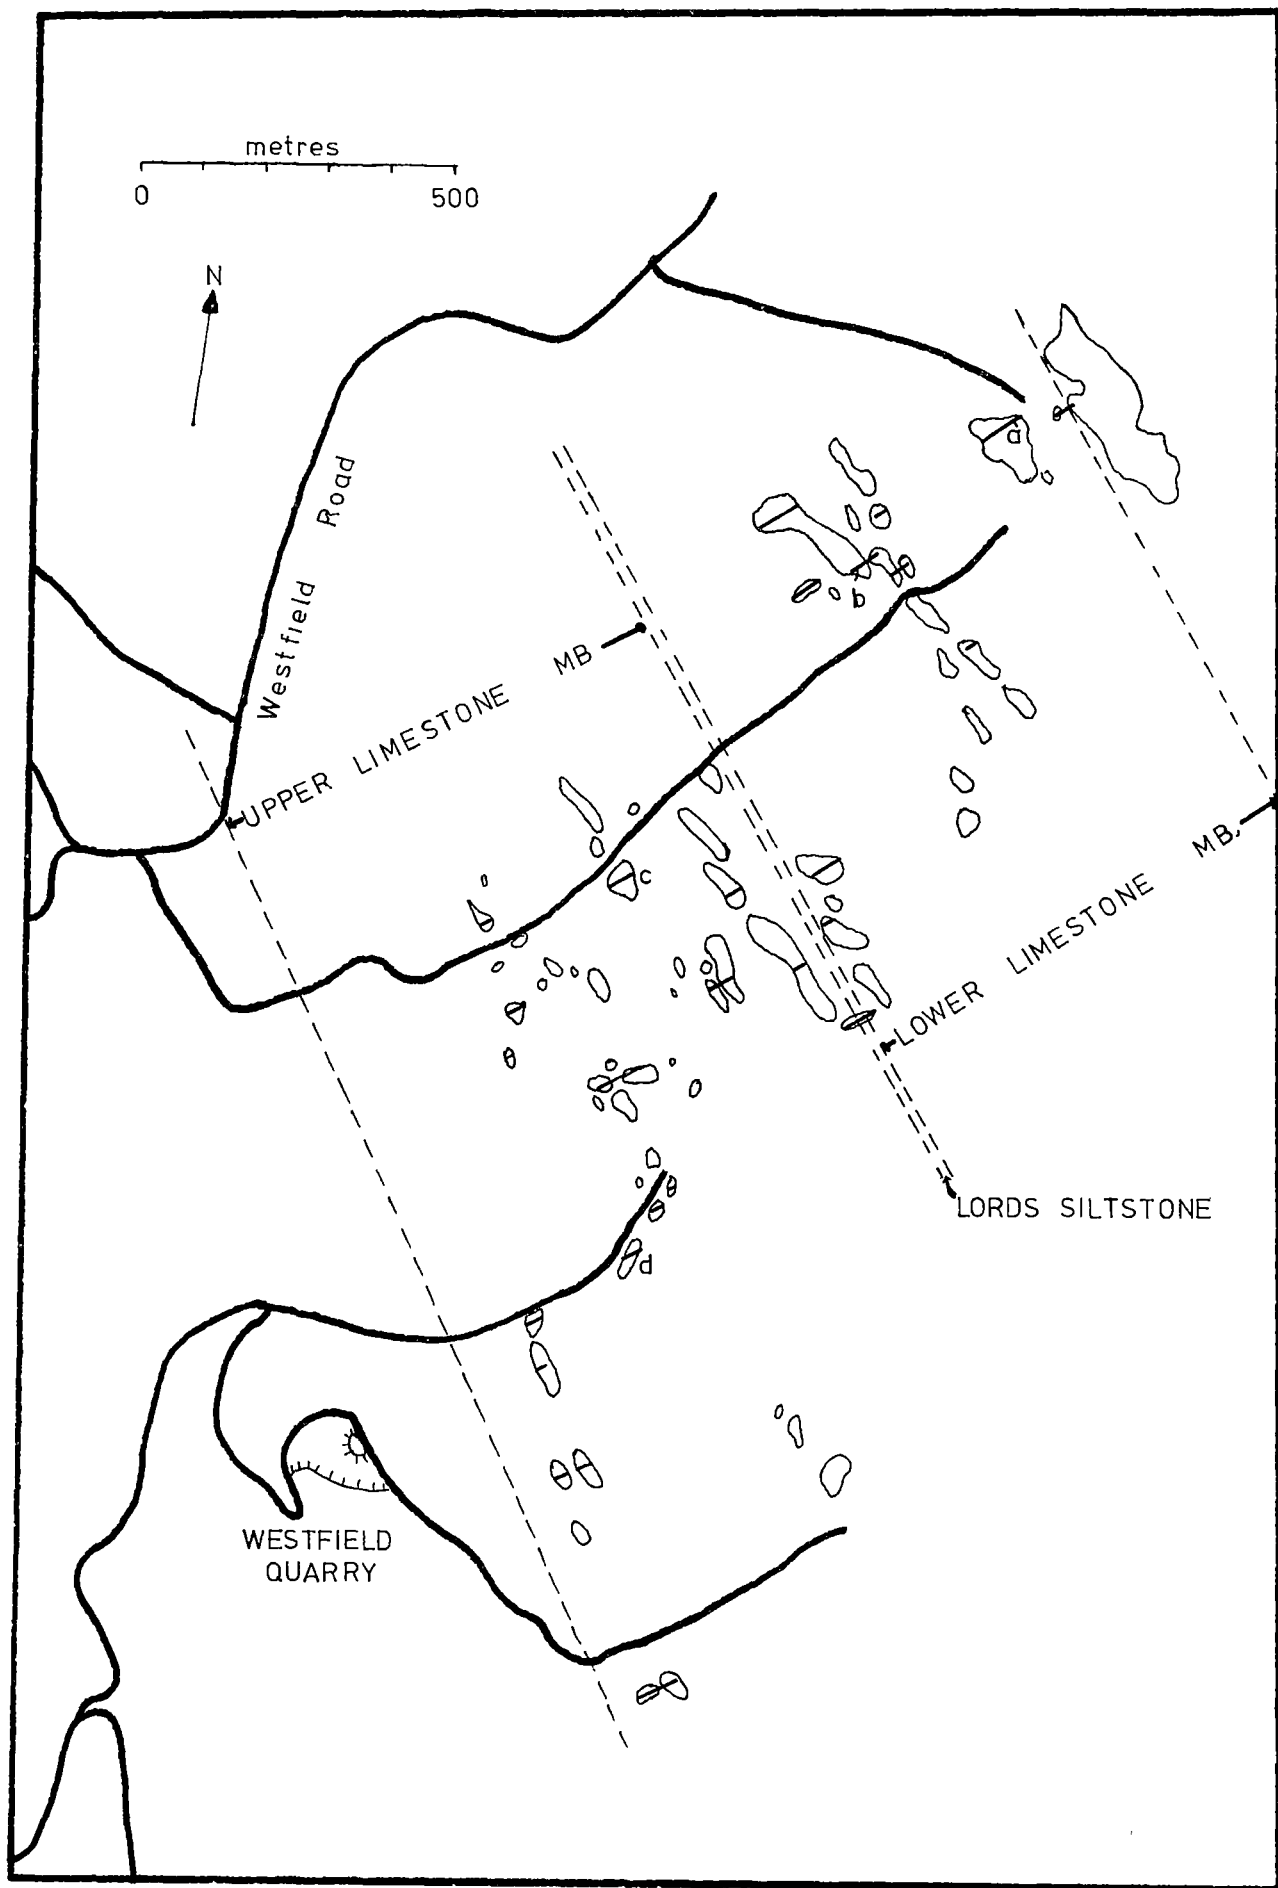 metres
0 500
N
a
b
Westfield Road
MB
UPPER LIMESTONE
MB.
c
LOWER LIMESTONE
LORDS SILTSTONE
d
WESTFIELD
QUARRY